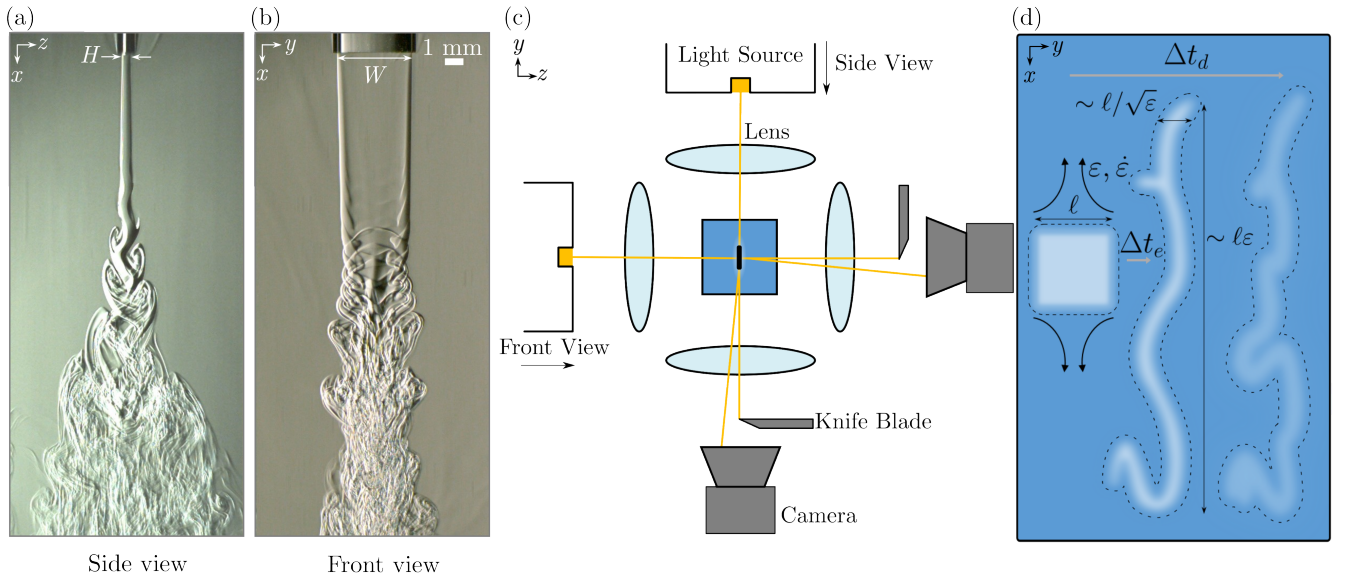 (a)
z
x
H
Side view
(b)
y
x
1 mm
W
Front view
(c)
y
z
Light Source
Side View
Lens
Front View
Knife Blade
Camera
(d)
y
x
Δt_d
~ ℓ/√ε
ε, ε̇
ℓ
Δt_e
~ ℓε